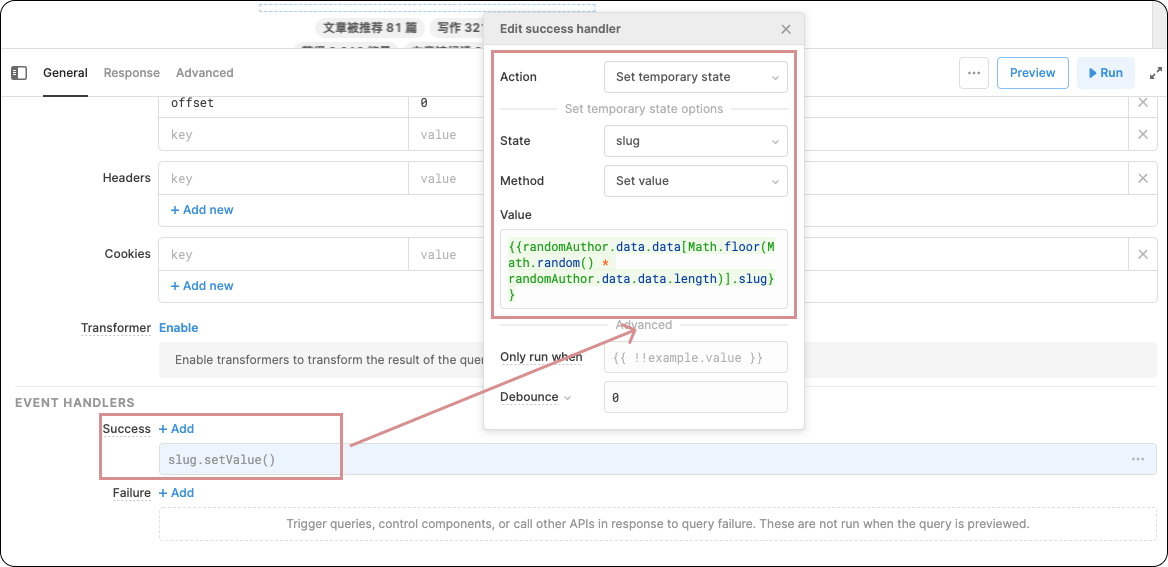 文章被推荐 81 篇
写作 321
General
Response
Advanced
Preview
Run
offset
0
key
value
Headers
key
value
+ Add new
Cookies
key
value
+ Add new
Transformer
Enable
Enable transformers to transform the result of the quer
EVENT HANDLERS
Success
+ Add
slug.setValue()
Failure
+ Add
Trigger queries, control components, or call other APIs in response to query failure. These are not run when the query is previewed.
Edit success handler
Action
Set temporary state
Set temporary state options
State
slug
Method
Set value
Value
{{randomAuthor.data.data[Math.floor(M
ath.random() *
randomAuthor.data.data.length)].slug}
}
Advanced
Only run when
{{ !!example.value }}
Debounce
0